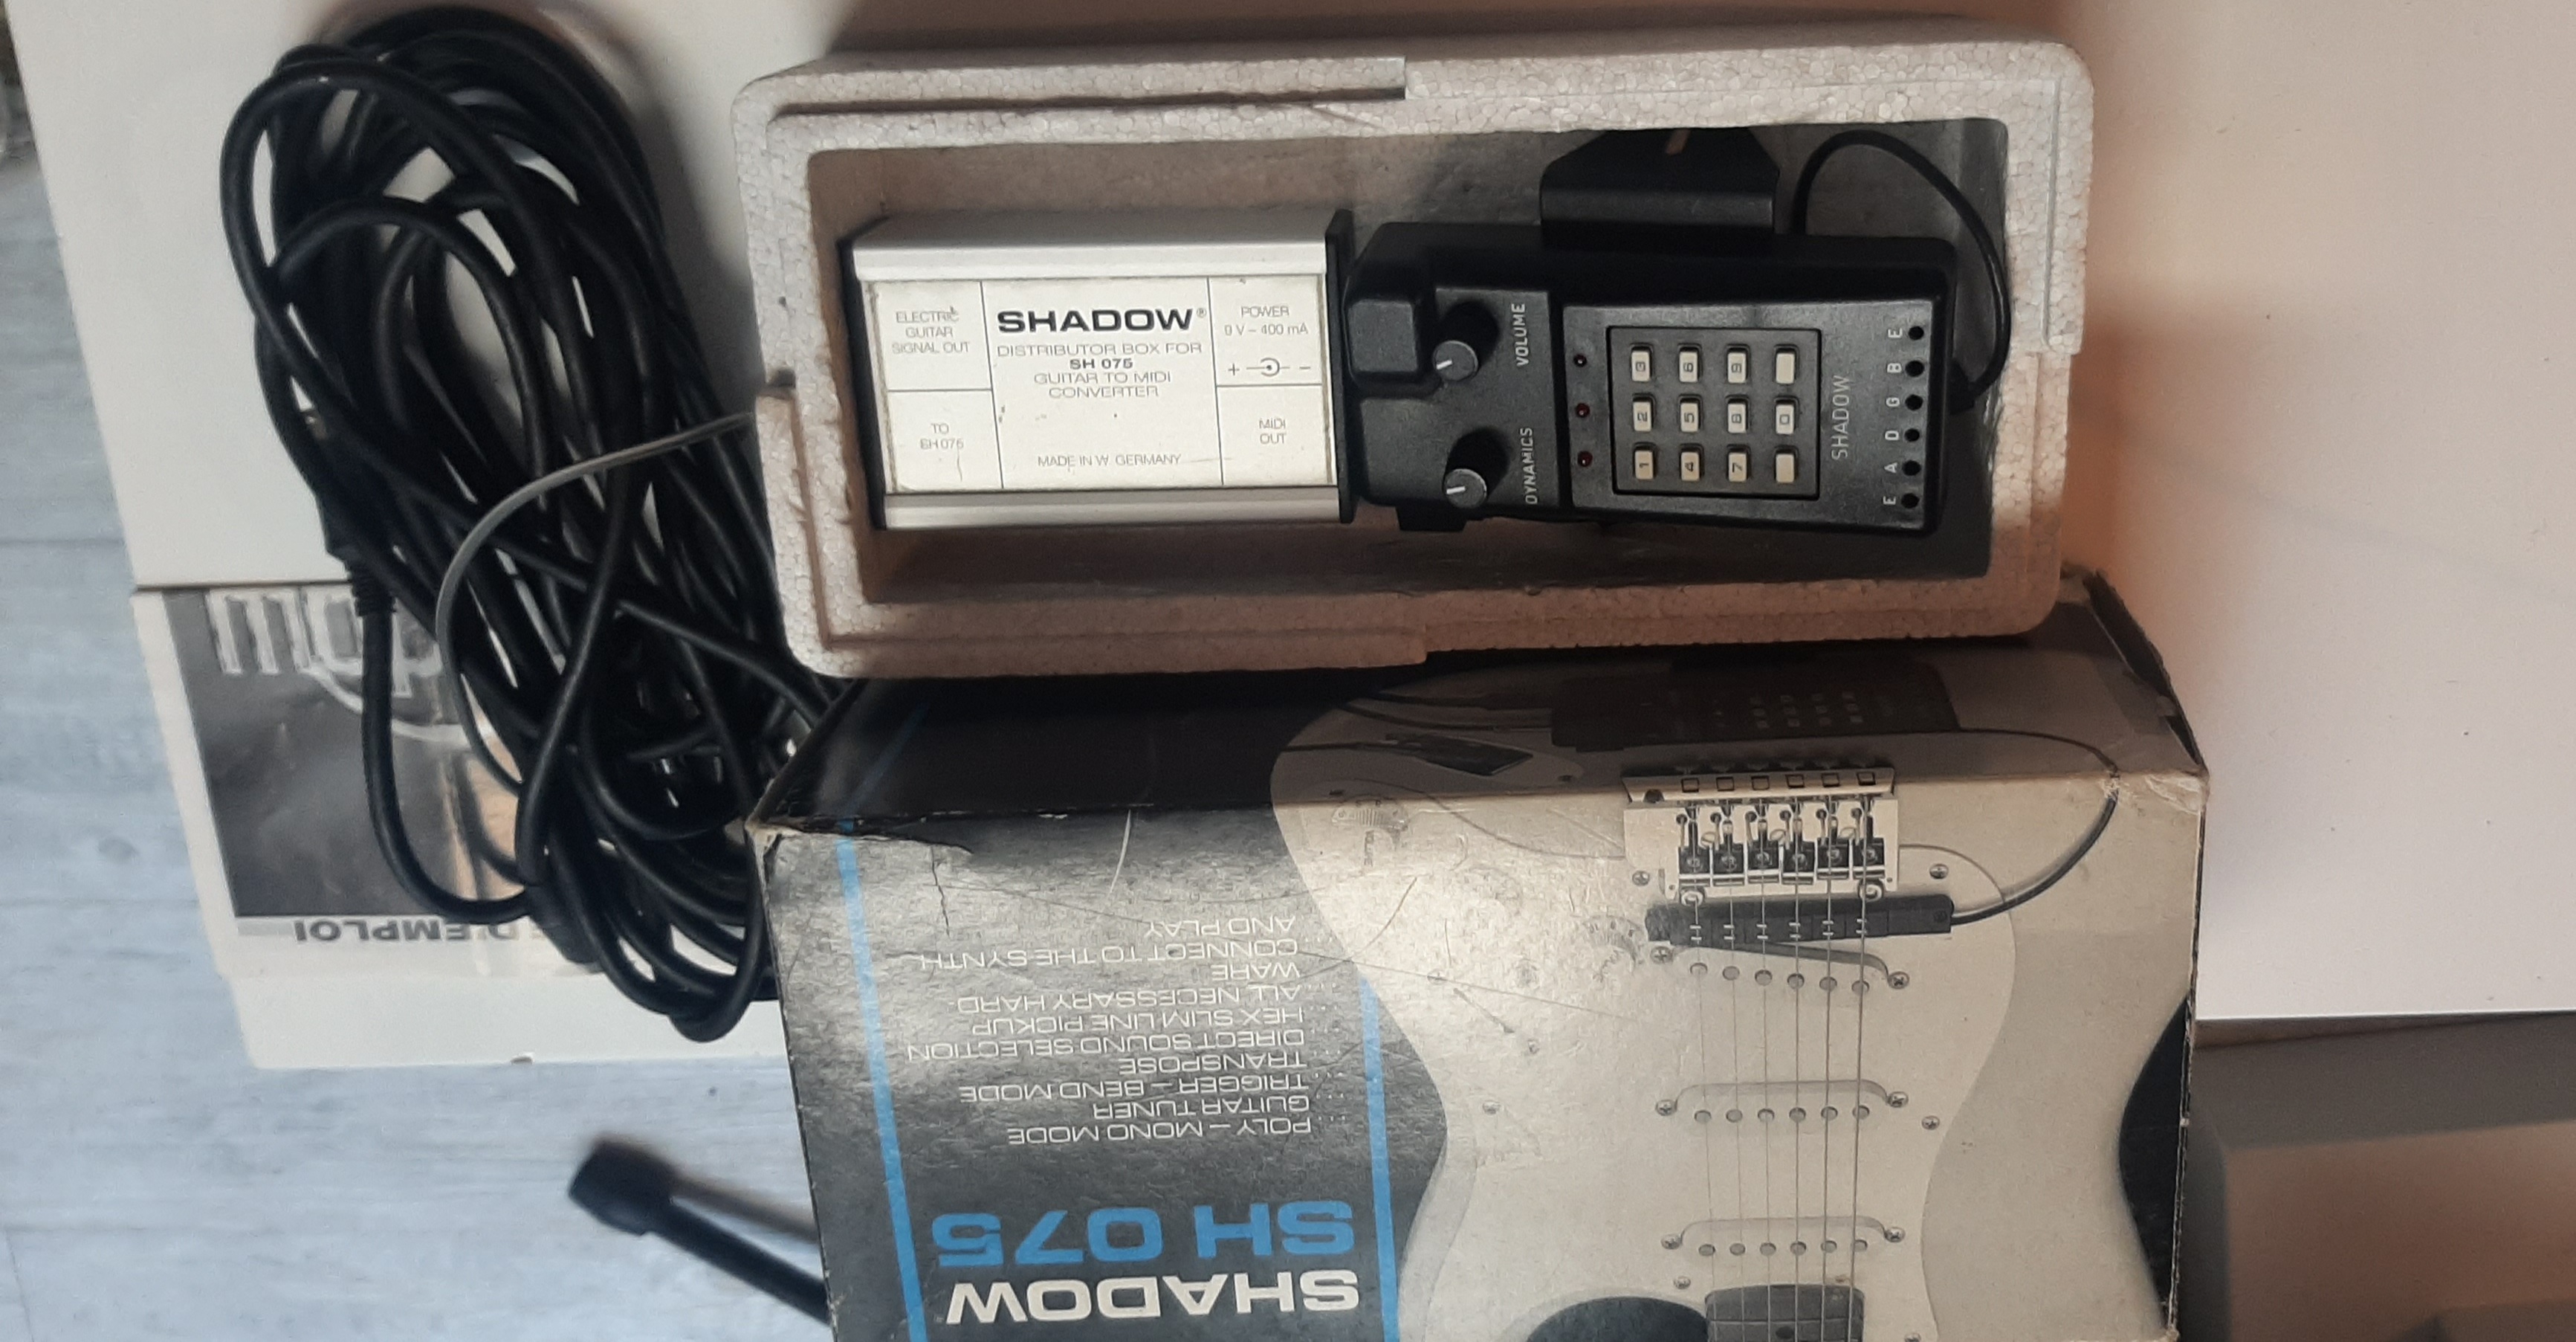 ELECTRIC
GUITAR
SIGNAL OUT
TO
SH 075
SHADOW®
DISTRIBUTOR BOX FOR
SH 075
GUITAR TO MIDI
CONVERTER
MADE IN W. GERMANY
POWER
9 V – 400 mA
+ –
MIDI
OUT
VOLUME
DYNAMICS
1 2 3
4 5 6
7 8 9
0
SHADOW
E A D G B E
SHADOW
SH 075
POLY – MONO MODE
... GUITAR TUNER
... TRIGGER – BEND MODE
... TRANSPOSE
... DIRECT SOUND SELECTION
... HEX SLIM LINE PICKUP
... ALL NECESSARY HARD-
WARE
... CONNECT TO THE SYNTH
AND PLAY
D'EMPLOI